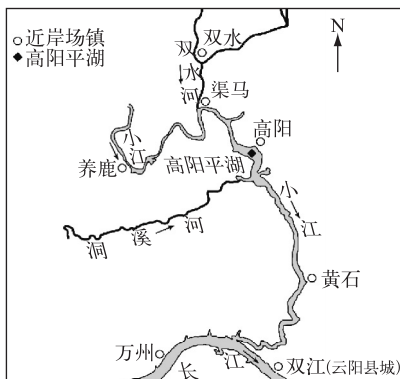 近岸场镇
高阳平湖
N
双水
双水河
渠马
小江
高阳
养鹿
高阳平湖
小江
洞溪河
黄石
万州
长江
双江(云阳县城)